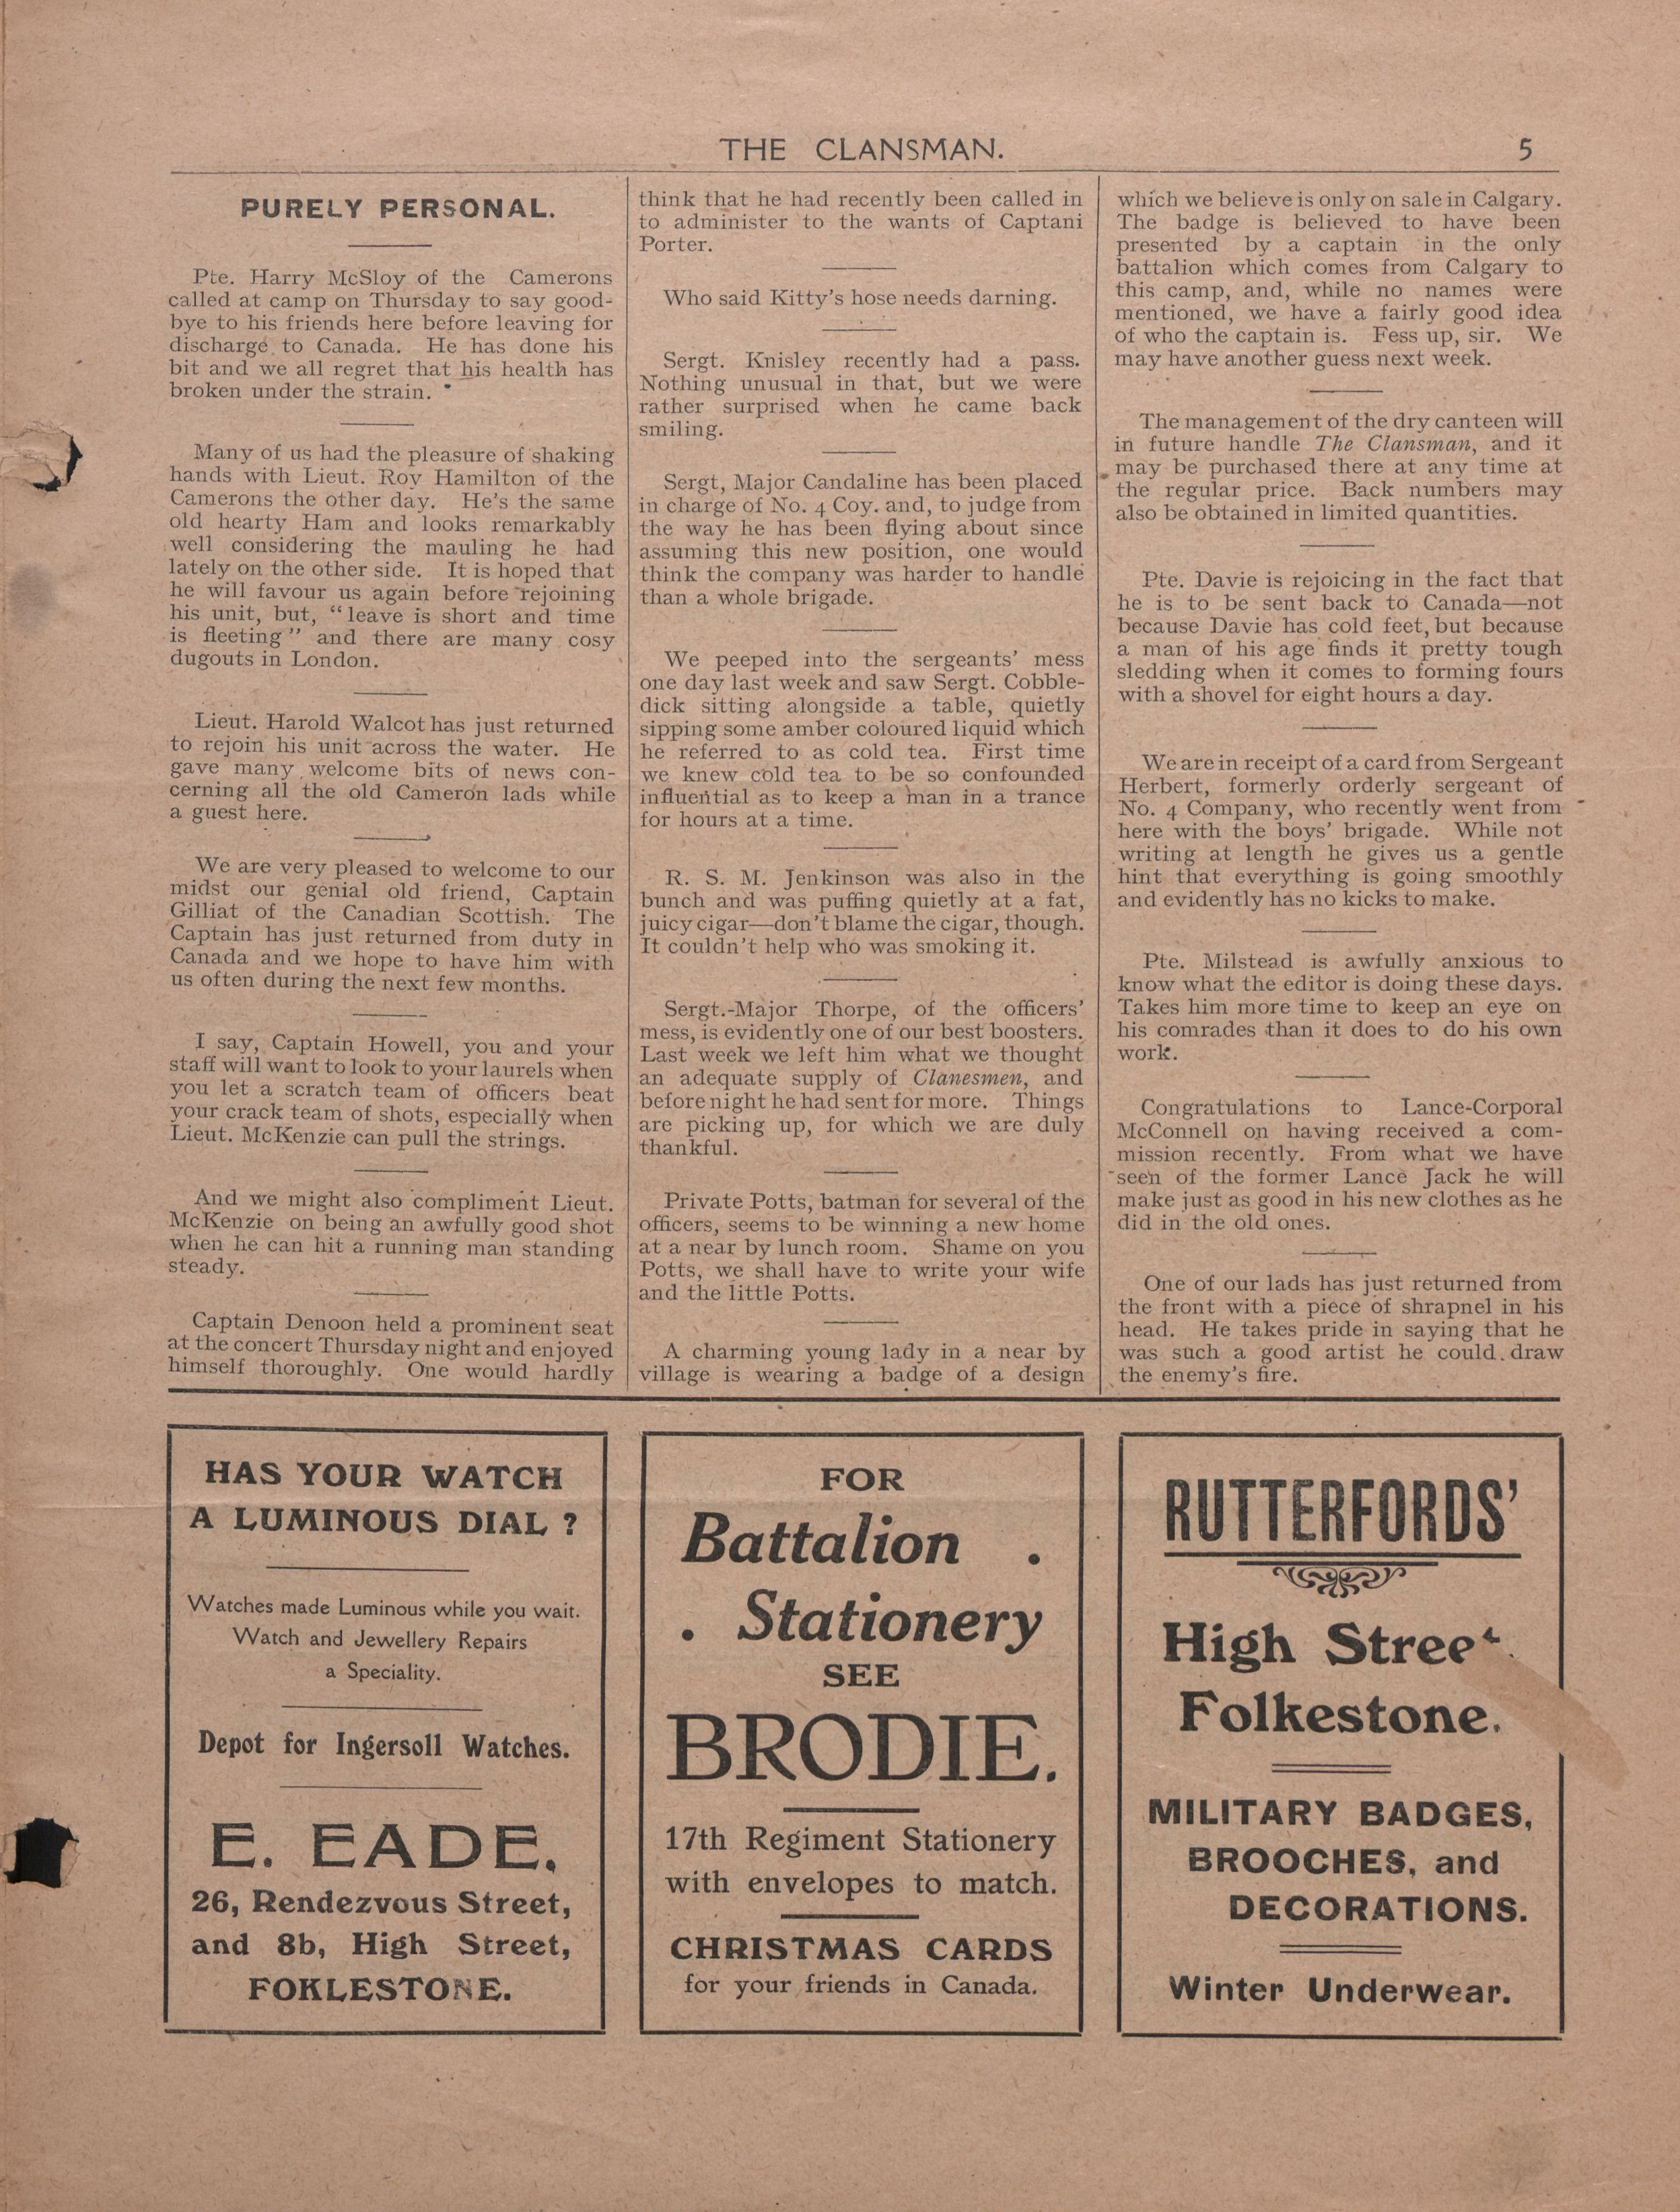 THE CLANSMAN. 5
PURELY PERSONAL.
Pte. Harry McSloy of the Camerons
called at camp on Thursday to say good-
bye to his friends here before leaving for
discharge to Canada. He has done his
bit and we all regret that his health has
broken under the strain.
Many of us had the pleasure of shaking
hands with Lieut. Roy Hamilton of the
Camerons the other day. He's the same
old hearty Ham and looks remarkably
well considering the mauling he had
lately on the other side. It is hoped that
he will favour us again before rejoining
his unit, but, “leave is short and time
is fleeting” and there are many cosy
dugouts in London.
Lieut. Harold Walcot has just returned
to rejoin his unit across the water. He
gave many welcome bits of news con-
cerning all the old Cameron lads while
a guest here.
We are very pleased to welcome to our
midst our genial old friend, Captain
Gilliat of the Canadian Scottish. The
Captain has just returned from duty in
Canada and we hope to have him with
us often during the next few months.
I say, Captain Howell, you and your
staff will want to look to your laurels when
you let a scratch team of officers beat
your crack team of shots, especially when
Lieut. McKenzie can pull the strings.
And we might also compliment Lieut.
McKenzie on being an awfully good shot
when he can hit a running man standing
steady.
Captain Denoon held a prominent seat
at the concert Thursday night and enjoyed
himself thoroughly. One would hardly
think that he had recently been called in
to administer to the wants of Captani
Porter.
Who said Kitty's hose needs darning.
Sergt. Knisley recently had a pass.
Nothing unusual in that, but we were
rather surprised when he came back
smiling.
Sergt, Major Candaline has been placed
in charge of No. 4 Coy. and, to judge from
the way he has been flying about since
assuming this new position, one would
think the company was harder to handle
than a whole brigade.
We peeped into the sergeants' mess
one day last week and saw Sergt. Cobble-
dick sitting alongside a table, quietly
sipping some amber coloured liquid which
he referred to as cold tea. First time
we knew cold tea to be so confounded
influential as to keep a man in a trance
for hours at a time.
R. S. M. Jenkinson was also in the
bunch and was puffing quietly at a fat,
juicy cigar—don't blame the cigar, though.
It couldn't help who was smoking it.
Sergt.-Major Thorpe, of the officers'
mess, is evidently one of our best boosters.
Last week we left him what we thought
an adequate supply of Clanesmen, and
before night he had sent for more. Things
are picking up, for which we are duly
thankful.
Private Potts, batman for several of the
officers, seems to be winning a new home
at a near by lunch room. Shame on you
Potts, we shall have to write your wife
and the little Potts.
A charming young lady in a near by
village is wearing a badge of a design
which we believe is only on sale in Calgary.
The badge is believed to have been
presented by a captain in the only
battalion which comes from Calgary to
this camp, and, while no names were
mentioned, we have a fairly good idea
of who the captain is. Fess up, sir. We
may have another guess next week.
The management of the dry canteen will
in future handle The Clansman, and it
may be purchased there at any time at
the regular price. Back numbers may
also be obtained in limited quantities.
Pte. Davie is rejoicing in the fact that
he is to be sent back to Canada—not
because Davie has cold feet, but because
a man of his age finds it pretty tough
sledding when it comes to forming fours
with a shovel for eight hours a day.
We are in receipt of a card from Sergeant
Herbert, formerly orderly sergeant of
No. 4 Company, who recently went from
here with the boys' brigade. While not
writing at length he gives us a gentle
hint that everything is going smoothly
and evidently has no kicks to make.
Pte. Milstead is awfully anxious to
know what the editor is doing these days.
Takes him more time to keep an eye on
his comrades than it does to do his own
work.
Congratulations to Lance-Corporal
McConnell on having received a com-
mission recently. From what we have
seen of the former Lance Jack he will
make just as good in his new clothes as he
did in the old ones.
One of our lads has just returned from
the front with a piece of shrapnel in his
head. He takes pride in saying that he
was such a good artist he could draw
the enemy's fire.
HAS YOUR WATCH
A LUMINOUS DIAL ?
Watches made Luminous while you wait.
Watch and Jewellery Repairs
a Speciality.
Depot for Ingersoll Watches.
E. EADE,
26, Rendezvous Street,
and 8b, High Street,
FOKLESTONE.
FOR
Battalion .
. Stationery
SEE
BRODIE.
17th Regiment Stationery
with envelopes to match.
CHRISTMAS CARDS
for your friends in Canada.
RUTTERFORDS'
High Street
Folkestone.
MILITARY BADGES,
BROOCHES, and
DECORATIONS.
Winter Underwear.